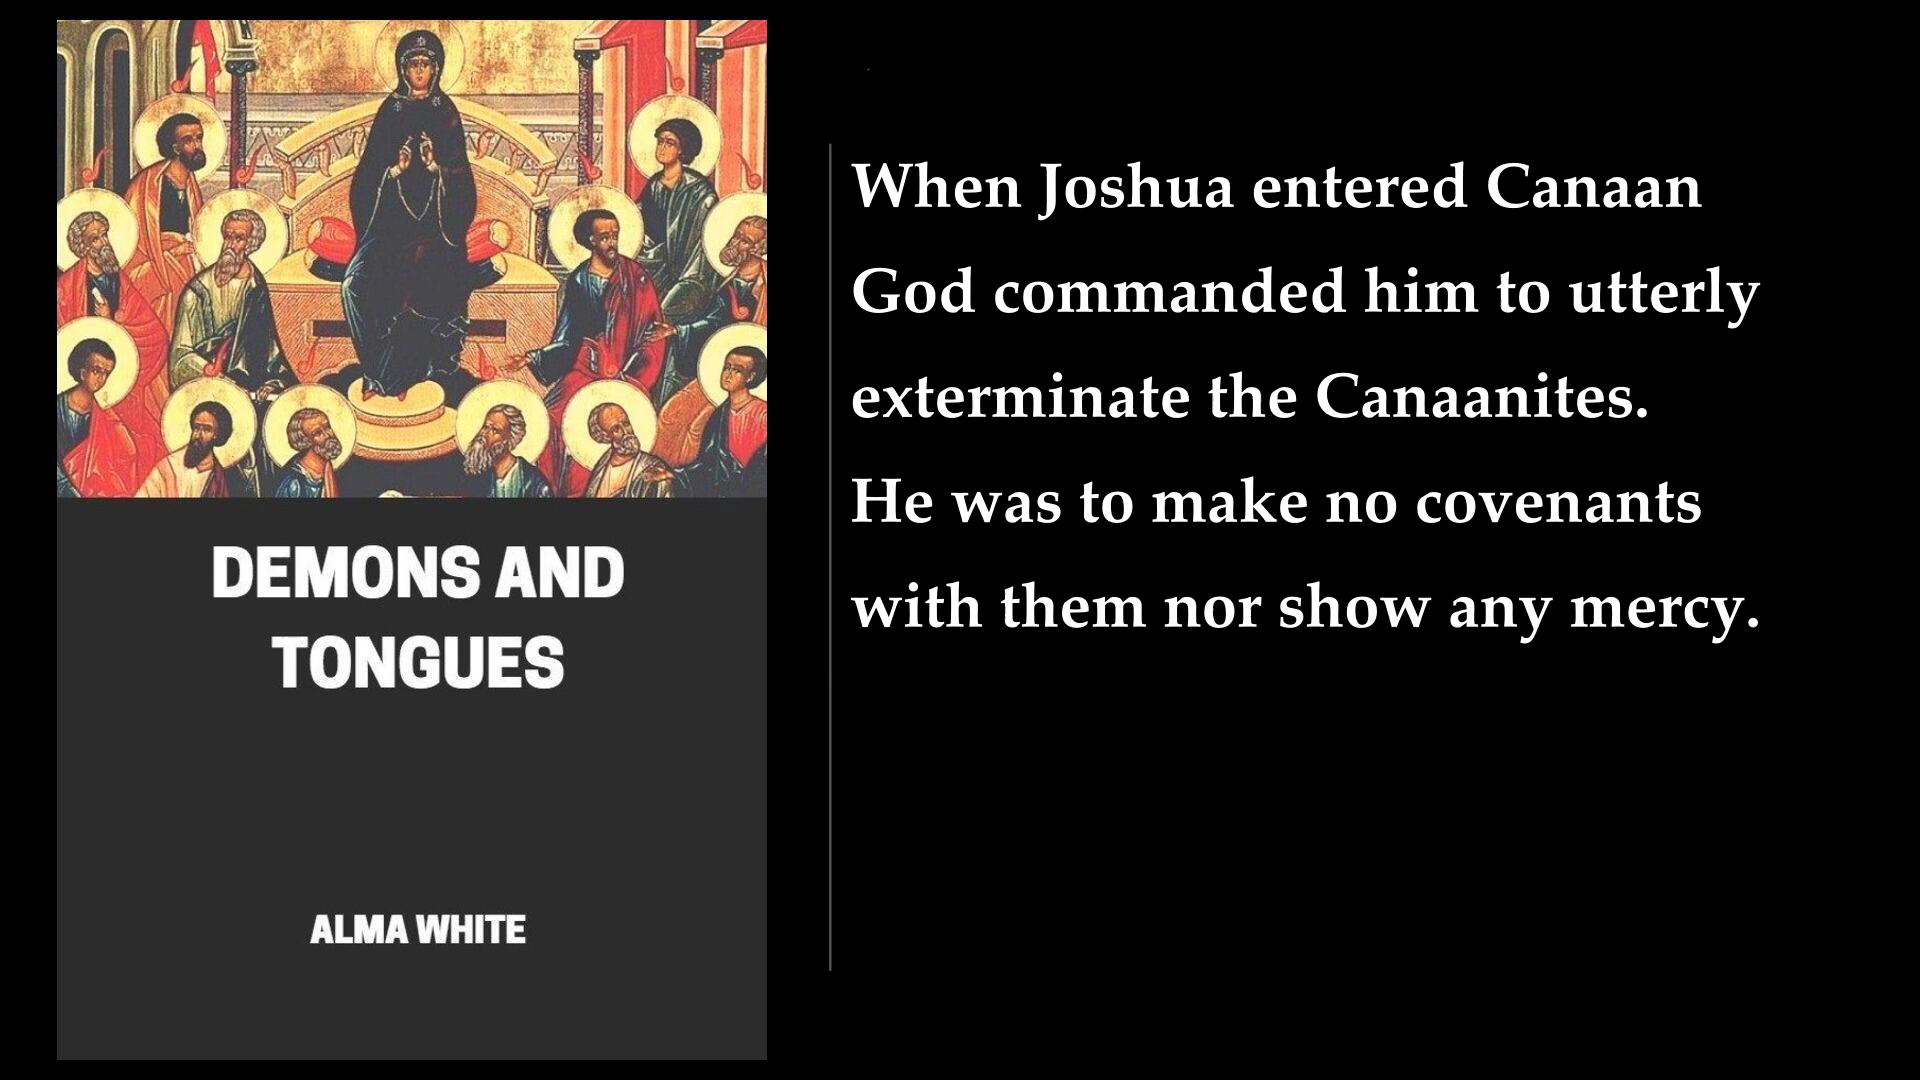 DEMONS AND
TONGUES
ALMA WHITE
When Joshua entered Canaan
God commanded him to utterly
exterminate the Canaanites.
He was to make no covenants
with them nor show any mercy.